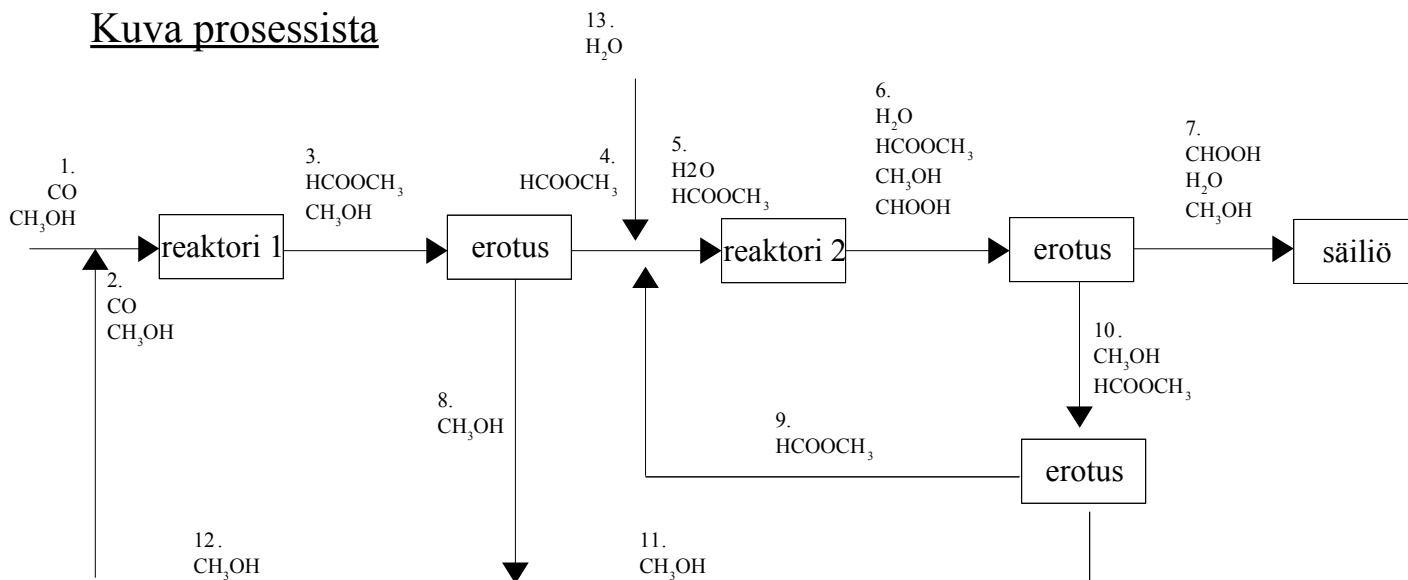 Kuva prosessista
13.
H₂O
1.
CO
CH₃OH
2.
CO
CH₃OH
reaktori 1
3.
HCOOCH₃
CH₃OH
erotus
4.
HCOOCH₃
5.
H2O
HCOOCH₃
reaktori 2
6.
H₂O
HCOOCH₃
CH₃OH
CHOOH
erotus
7.
CHOOH
H₂O
CH₃OH
säiliö
8.
CH₃OH
9.
HCOOCH₃
10.
CH₃OH
HCOOCH₃
erotus
12.
CH₃OH
11.
CH₃OH